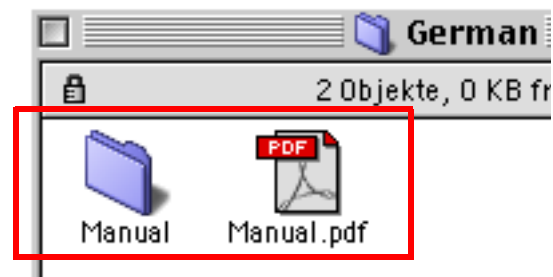 German
2 Objekte, 0 KB fr
PDF
Manual
Manual.pdf